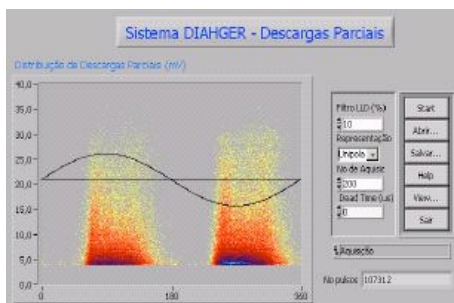 Sistema DIAHGER - Descargas Parciais
Distribuição de Descargas Parciais (mV)
40,0
35,0
30,0
25,0
20,0
15,0
10,0
5,0
0,0
0
180
360
Filtro LLD (%)
10
Representação
Unipola
No de Aquisic
200
Dead Time (us)
0
Start
Abrir...
Salvar...
Help
View...
Sair
Aquisição
No pulsos 107312